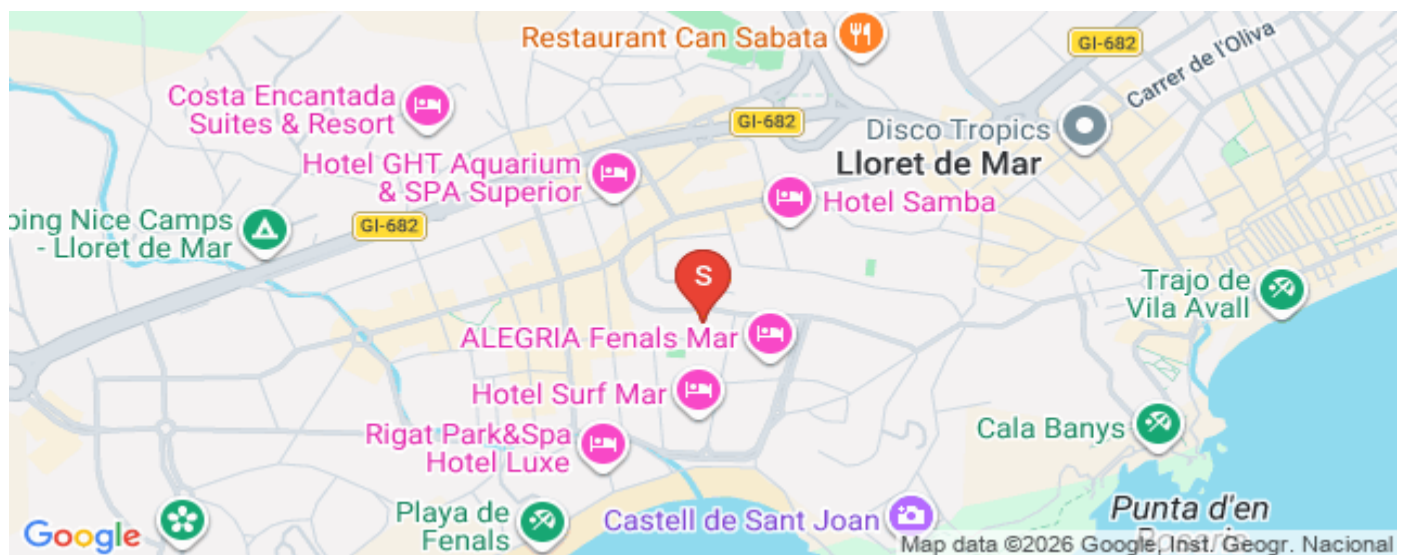 Restaurant Can Sabata
GI-682
Carrer de l'Oliva
Costa Encantada
Suites & Resort
GI-682
Disco Tropics
Lloret de Mar
Hotel GHT Aquarium
& SPA Superior
Hotel Samba
Nice Camps
- Lloret de Mar
GI-682
S
Trajo de
Vila Avall
ALEGRIA Fenals Mar
Hotel Surf Mar
Cala Banys
Rigat Park&Spa
Hotel Luxe
Playa de
Fenals
Castell de Sant Joan
Punta d'en
Google
Map data ©2026 Google, Inst. Geogr. Nacional